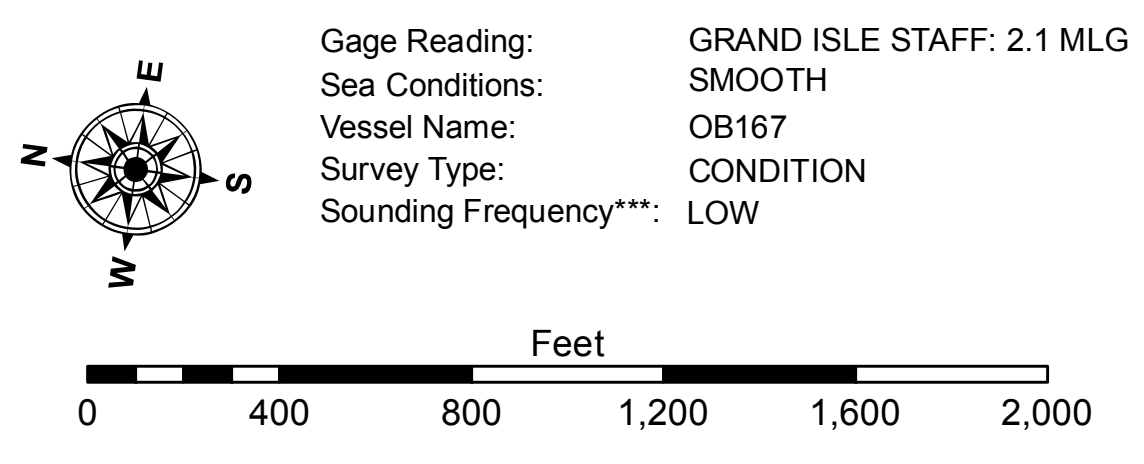 E
N
S
W
Gage Reading: GRAND ISLE STAFF: 2.1 MLG
Sea Conditions: SMOOTH
Vessel Name: OB167
Survey Type: CONDITION
Sounding Frequency***: LOW
Feet
0 400 800 1,200 1,600 2,000